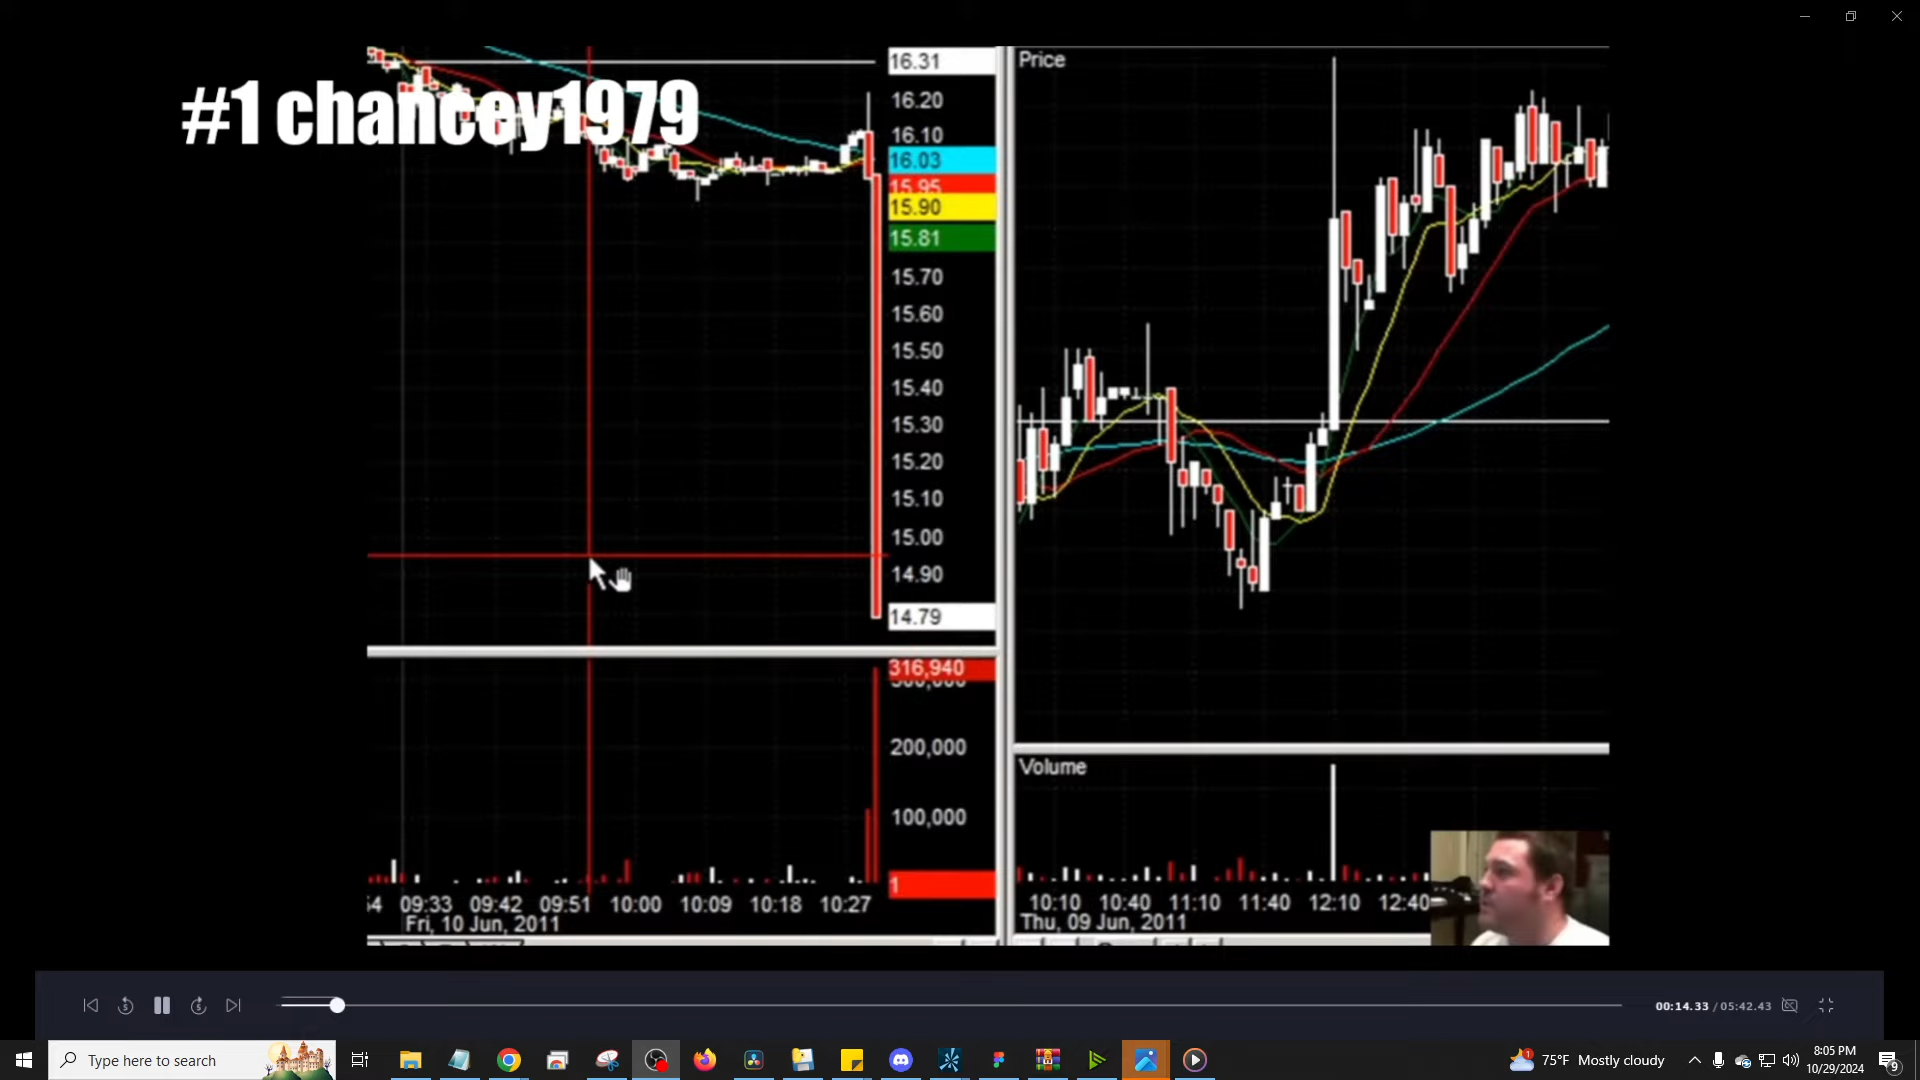 #1 chancey1979
16.31
16.20
16.10
16.03
15.95
15.90
15.81
15.70
15.60
15.50
15.40
15.30
15.20
15.10
15.00
14.90
14.79
316,940
200,000
100,000
1
09:33 09:42 09:51 10:00 10:09 10:18 10:27
Fri, 10 Jun, 2011
Price
Volume
10:10 10:40 11:10 11:40 12:10 12:40
Thu, 09 Jun, 2011
00:14.33 / 05:42.43
Type here to search
75°F Mostly cloudy
8:05 PM
10/29/2024